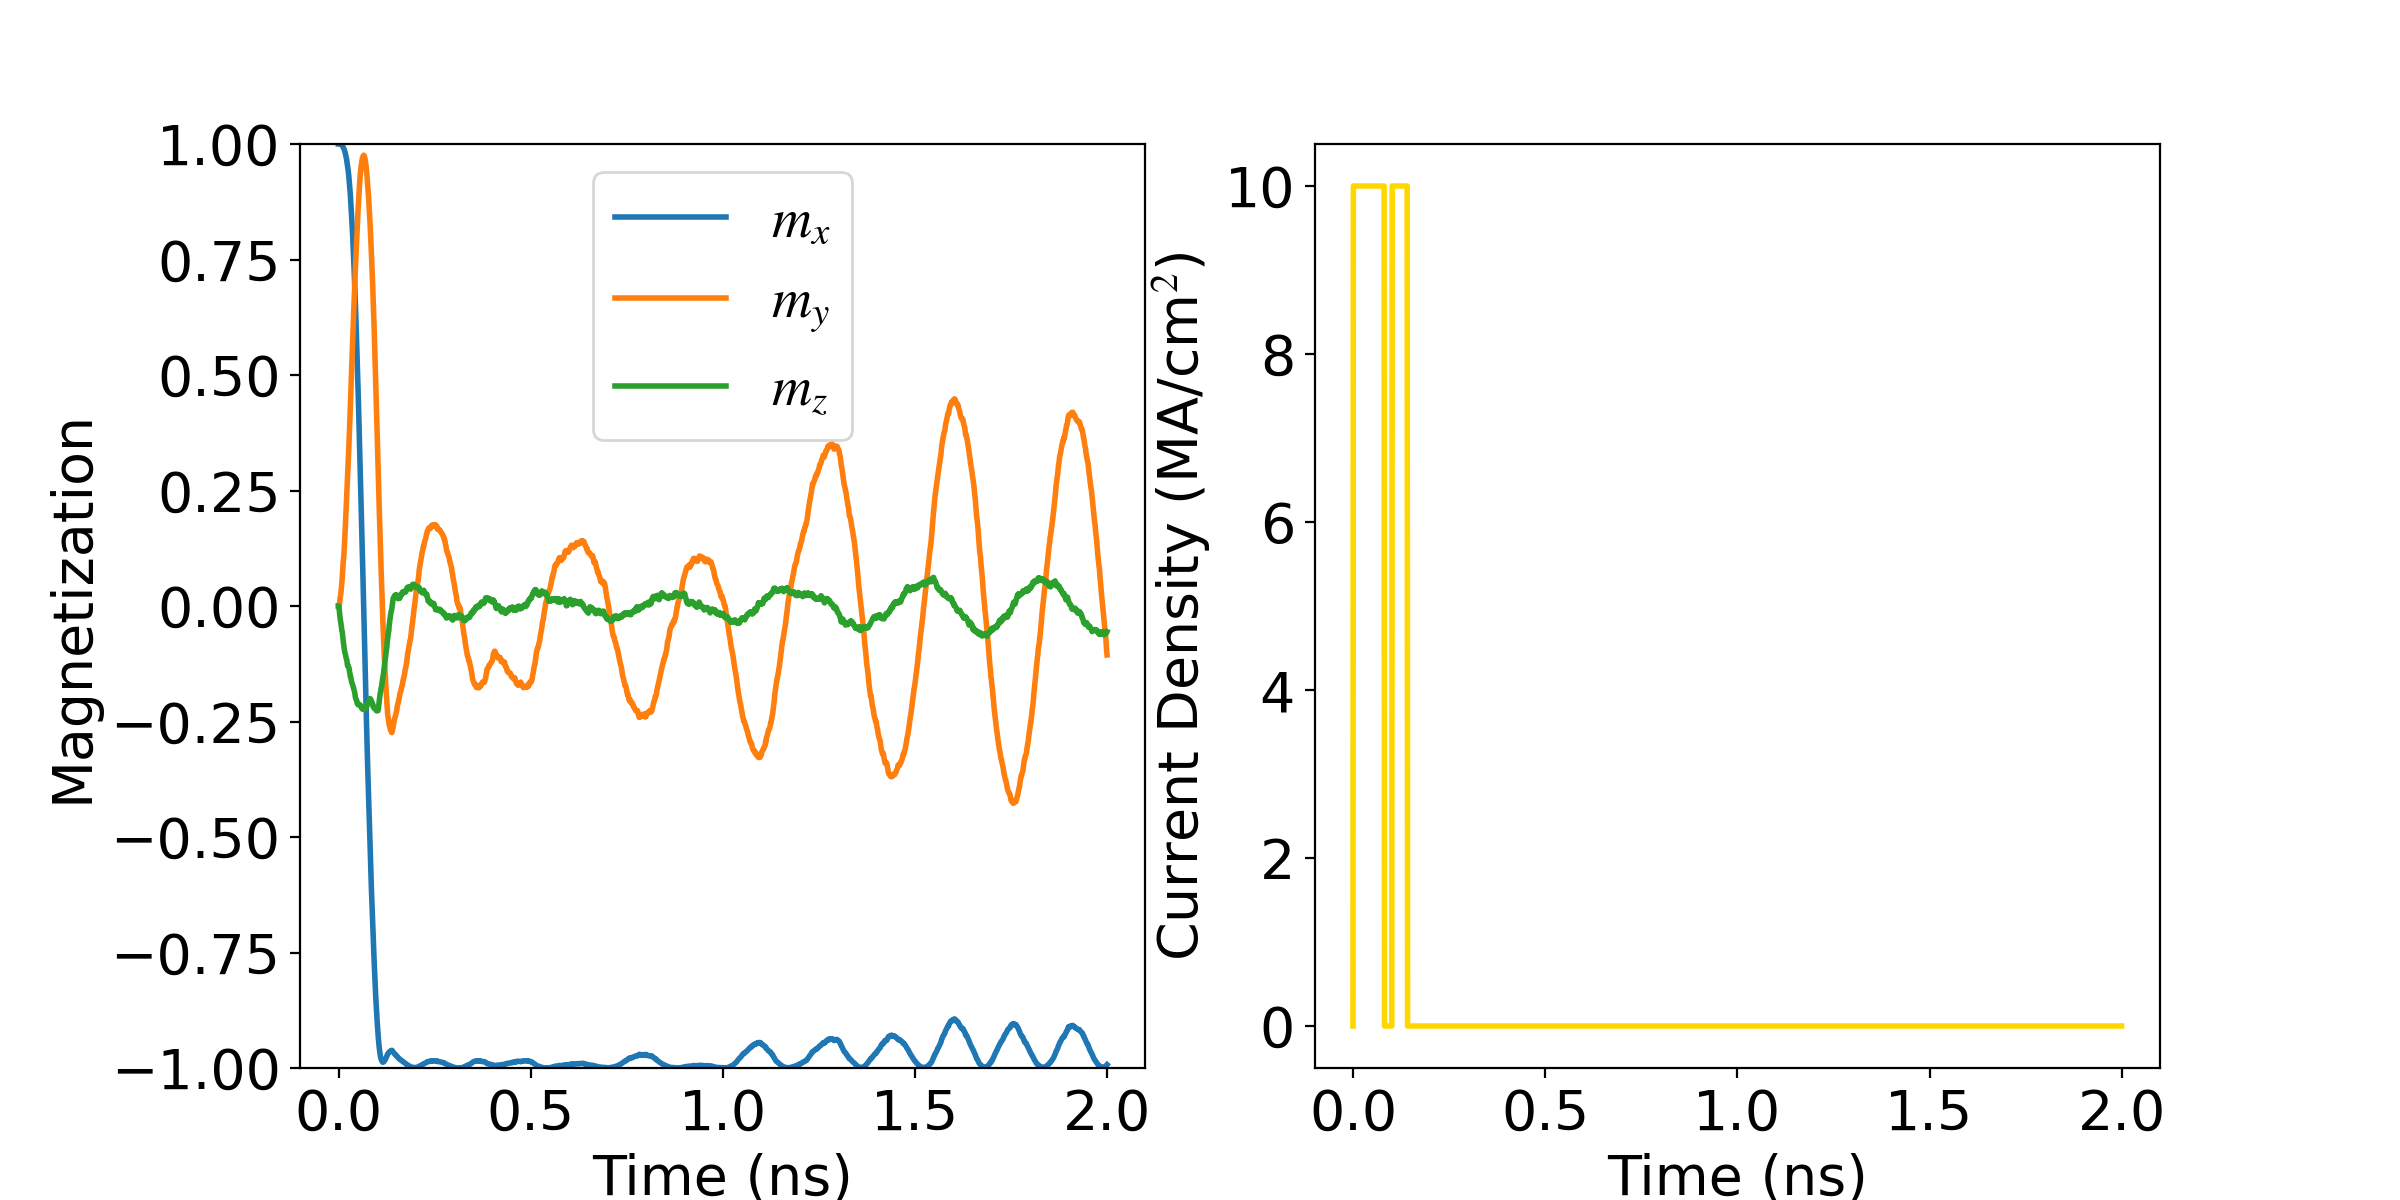 Magnetization
1.00
0.75
0.50
0.25
0.00
−0.25
−0.50
−0.75
−1.00
0.0 0.5 1.0 1.5 2.0
Time (ns)
m_x
m_y
m_z
Current Density (MA/cm²)
10
8
6
4
2
0
0.0 0.5 1.0 1.5 2.0
Time (ns)